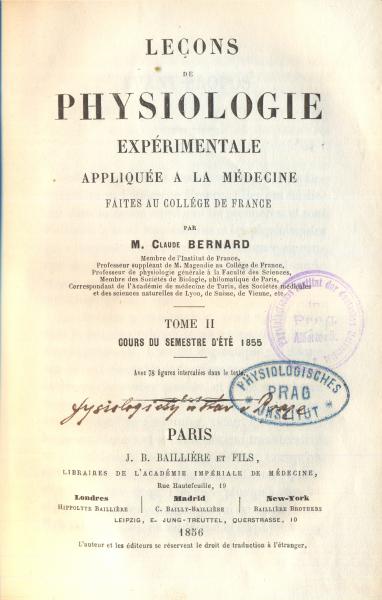 LEÇONS
DE
PHYSIOLOGIE
EXPÉRIMENTALE
APPLIQUÉE A LA MÉDECINE
FAITES AU COLLÉGE DE FRANCE
PAR
M. CLAUDE BERNARD
Membre de l'Institut de France,
Professeur suppléant de M. Magendie au Collége de France,
Professeur de physiologie générale à la Faculté des Sciences,
Membre des Sociétés de Biologie, philomatique de Paris,
Correspondant de l'Académie de médecine de Turin, des Sociétés médicales
et des sciences naturelles de Lyon, de Suisse, de Vienne, etc.
TOME II
COURS DU SEMESTRE D'ÉTÉ 1855
Avec 78 figures intercalées dans le texte.
PHYSIOLOGISCHES
PRAG
INSTITUT
fysiologický ústav v Praze
PARIS
J. B. BAILLIÈRE ET FILS,
LIBRAIRES DE L'ACADÉMIE IMPÉRIALE DE MÉDECINE,
Rue Hautefeuille, 19
Londres Madrid New-York
HIPPOLYTE BAILLIÈRE C. BAILLY-BAILLIÈRE BAILLIÈRE BROTHERS
LEIPZIG, E. JUNG-TREUTTEL, QUERSTRASSE, 10
1856
L'auteur et les éditeurs se réservent le droit de traduction à l'étranger.